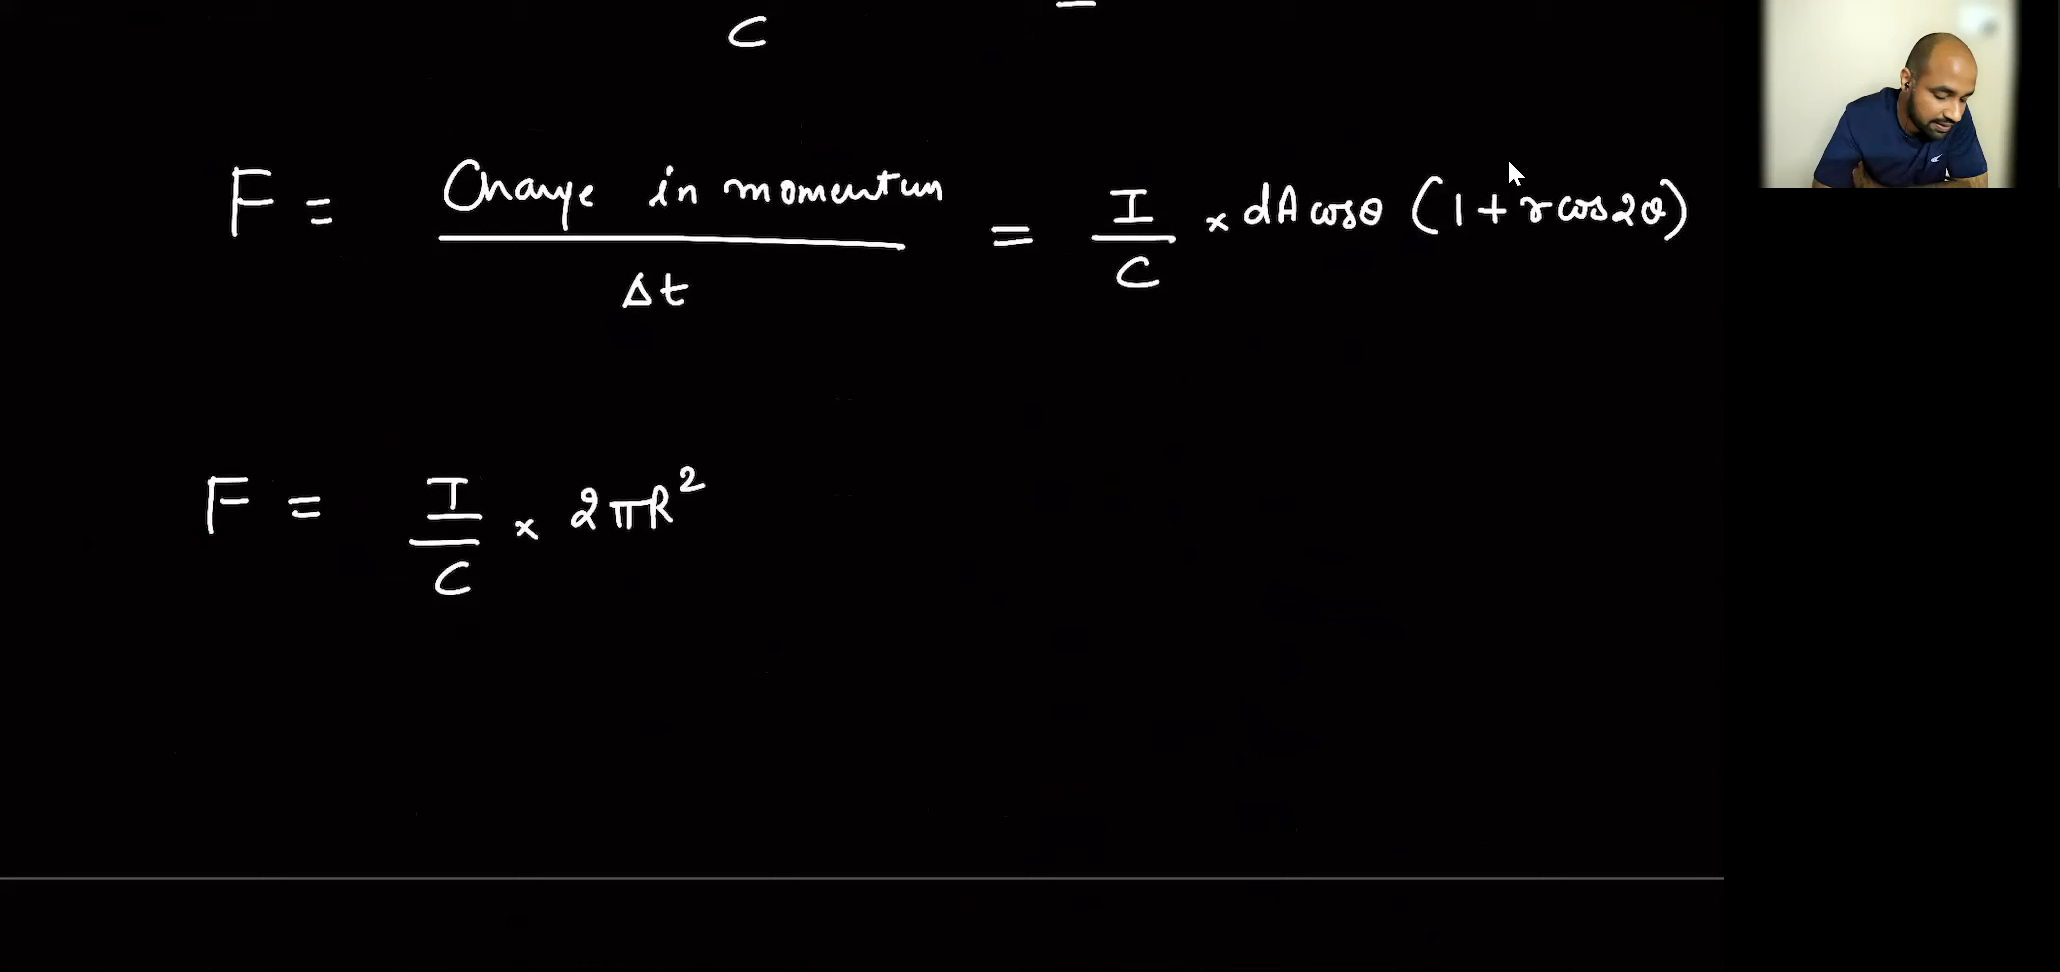 C
F = Change in momentum / Δt = I / C × dA cosθ (1 + r cos2θ)
F = I / C × 2πR²